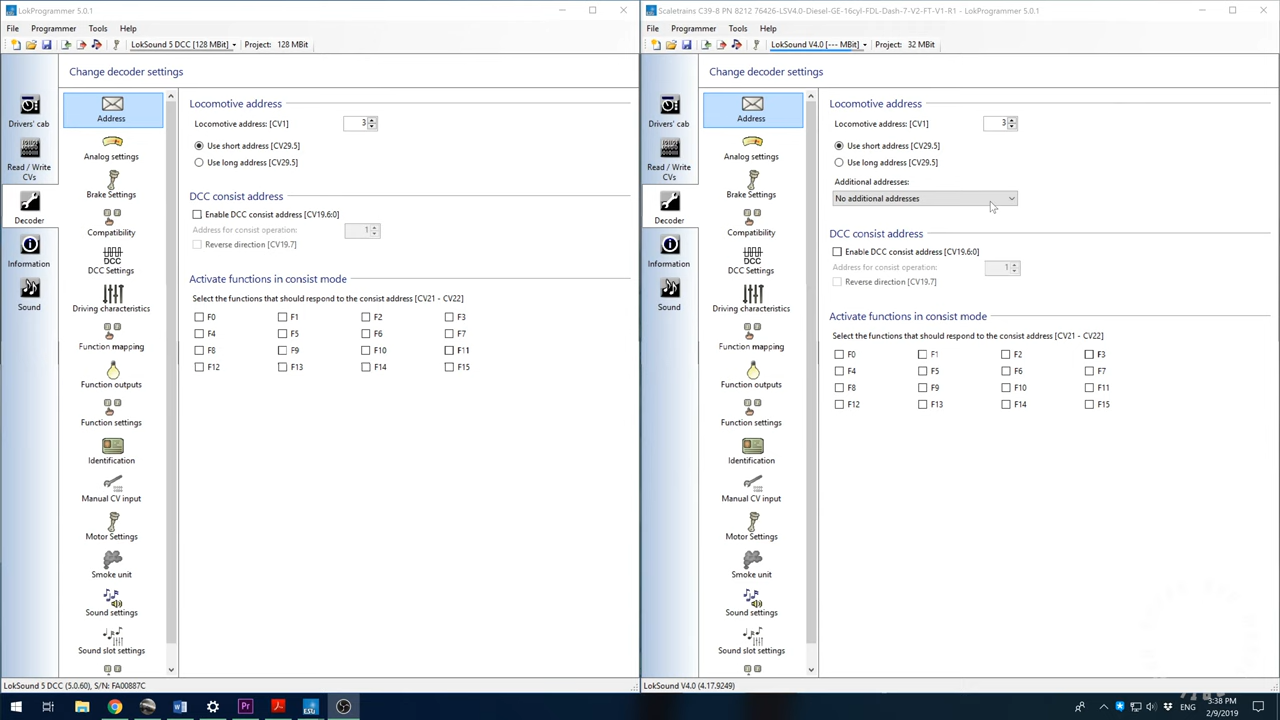 LokProgrammer 5.0.1
File Programmer Tools Help
LokSound 5 DCC [128 MBit] Project: 128 MBit
Change decoder settings
Drivers' cab
Read / Write
CVs
Decoder
Information
Sound
Address
Analog settings
Brake Settings
Compatibility
DCC Settings
Driving characteristics
Function mapping
Function outputs
Function settings
Identification
Manual CV input
Motor Settings
Smoke unit
Sound settings
Sound slot settings
Locomotive address
Locomotive address: [CV1] 3
Use short address [CV29.5]
Use long address [CV29.5]
DCC consist address
Enable DCC consist address [CV19.6:0]
Address for consist operation: 1
Reverse direction [CV19.7]
Activate functions in consist mode
Select the functions that should respond to the consist address [CV21 - CV22]
F0 F1 F2 F3
F4 F5 F6 F7
F8 F9 F10 F11
F12 F13 F14 F15
LokSound 5 DCC (5.0.60), S/N: FA00887C
Scaletrains C39-8 PN 8212 76426-LSV4.0-Diesel-GE-16cyl-FDL-Dash-7-V2-FT-V1-R1 - LokProgrammer 5.0.1
File Programmer Tools Help
LokSound V4.0 [--- MBit] Project: 32 MBit
Change decoder settings
Drivers' cab
Read / Write
CVs
Decoder
Information
Sound
Address
Analog settings
Brake Settings
Compatibility
DCC
DCC Settings
Driving characteristics
Function mapping
Function outputs
Function settings
Identification
Manual CV input
Motor Settings
Smoke unit
Sound settings
Sound slot settings
Locomotive address
Locomotive address: [CV1] 3
Use short address [CV29.5]
Use long address [CV29.5]
Additional addresses:
No additional addresses
DCC consist address
Enable DCC consist address [CV19.6:0]
Address for consist operation: 1
Reverse direction [CV19.7]
Activate functions in consist mode
Select the functions that should respond to the consist address [CV21 - CV22]
F0 F1 F2 F3
F4 F5 F6 F7
F8 F9 F10 F11
F12 F13 F14 F15
LokSound V4.0 (4.17.9249)
ENG
3:38 PM
2/9/2019